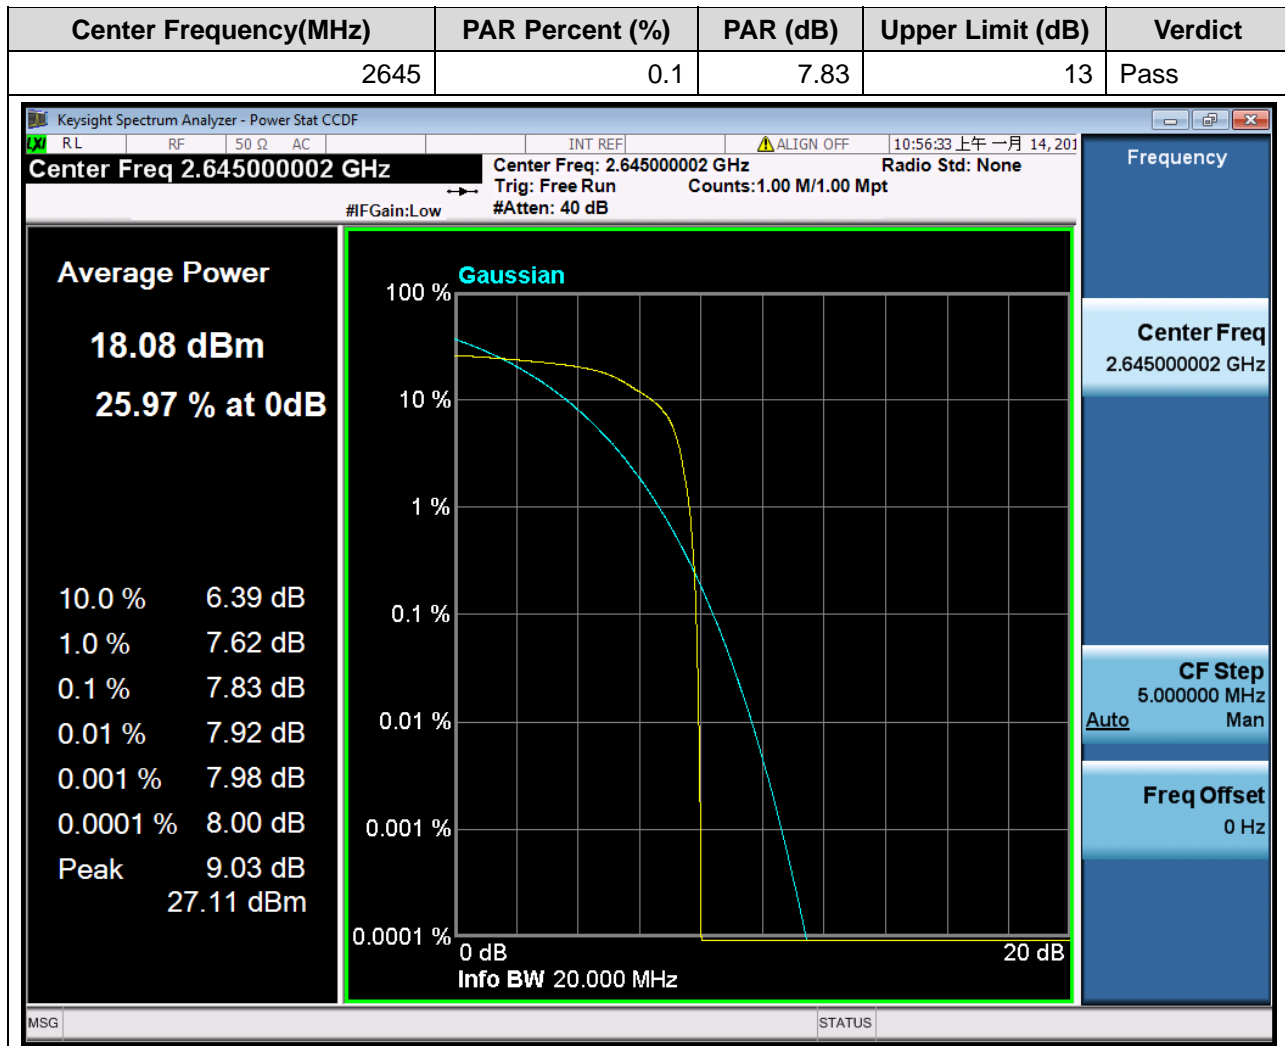 Center Frequency(MHz) PAR Percent (%) PAR (dB) Upper Limit (dB) Verdict
2645 0.1 7.83 13 Pass
Keysight Spectrum Analyzer - Power Stat CCDF
LXI RL RF 50 Ω AC INT REF ALIGN OFF 10:56:33 上午 一月 14, 201
Center Freq 2.645000002 GHz
Center Freq: 2.645000002 GHz Radio Std: None
Trig: Free Run Counts:1.00 M/1.00 Mpt
#IFGain:Low #Atten: 40 dB
Frequency
Average Power
18.08 dBm
25.97 % at 0dB
10.0 % 6.39 dB
1.0 % 7.62 dB
0.1 % 7.83 dB
0.01 % 7.92 dB
0.001 % 7.98 dB
0.0001 % 8.00 dB
Peak 9.03 dB
27.11 dBm
Gaussian
100 %
10 %
1 %
0.1 %
0.01 %
0.001 %
0.0001 %
0 dB 20 dB
Info BW 20.000 MHz
Center Freq
2.645000002 GHz
CF Step
5.000000 MHz
Auto Man
Freq Offset
0 Hz
MSG STATUS